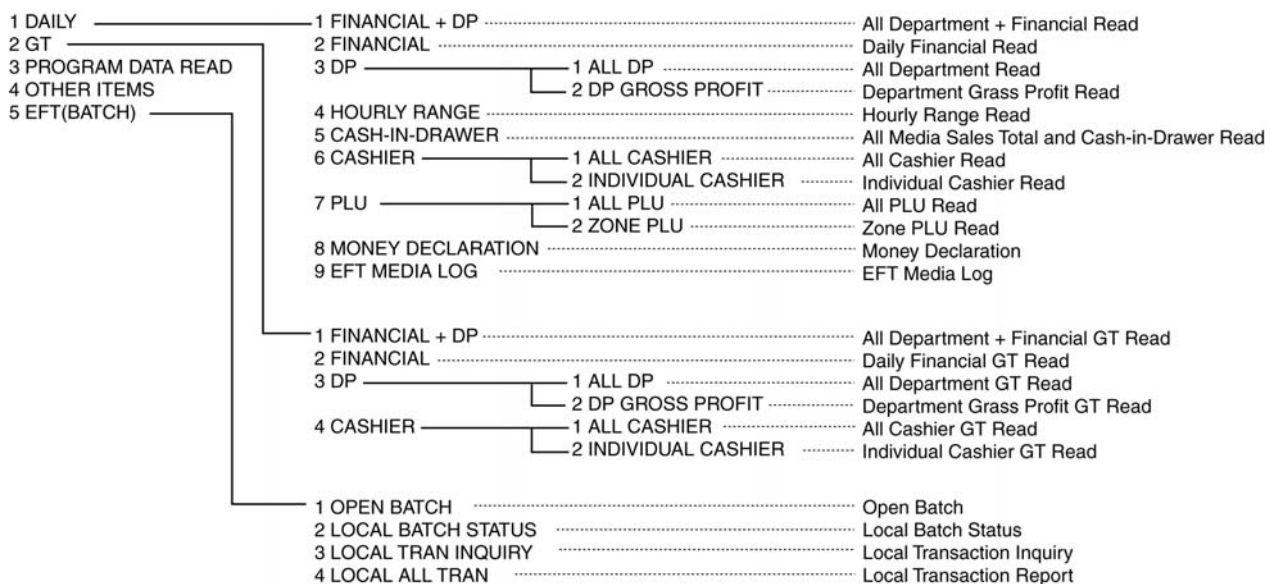 1 DAILY 1 FINANCIAL + DP All Department + Financial Read
2 GT 2 FINANCIAL Daily Financial Read
3 PROGRAM DATA READ 3 DP 1 ALL DP All Department Read
4 OTHER ITEMS 2 DP GROSS PROFIT Department Grass Profit Read
5 EFT(BATCH) 4 HOURLY RANGE Hourly Range Read
5 CASH-IN-DRAWER All Media Sales Total and Cash-in-Drawer Read
6 CASHIER 1 ALL CASHIER All Cashier Read
2 INDIVIDUAL CASHIER Individual Cashier Read
7 PLU 1 ALL PLU All PLU Read
2 ZONE PLU Zone PLU Read
8 MONEY DECLARATION Money Declaration
9 EFT MEDIA LOG EFT Media Log
1 FINANCIAL + DP All Department + Financial GT Read
2 FINANCIAL Daily Financial GT Read
3 DP 1 ALL DP All Department GT Read
2 DP GROSS PROFIT Department Grass Profit GT Read
4 CASHIER 1 ALL CASHIER All Cashier GT Read
2 INDIVIDUAL CASHIER Individual Cashier GT Read
1 OPEN BATCH Open Batch
2 LOCAL BATCH STATUS Local Batch Status
3 LOCAL TRAN INQUIRY Local Transaction Inquiry
4 LOCAL ALL TRAN Local Transaction Report